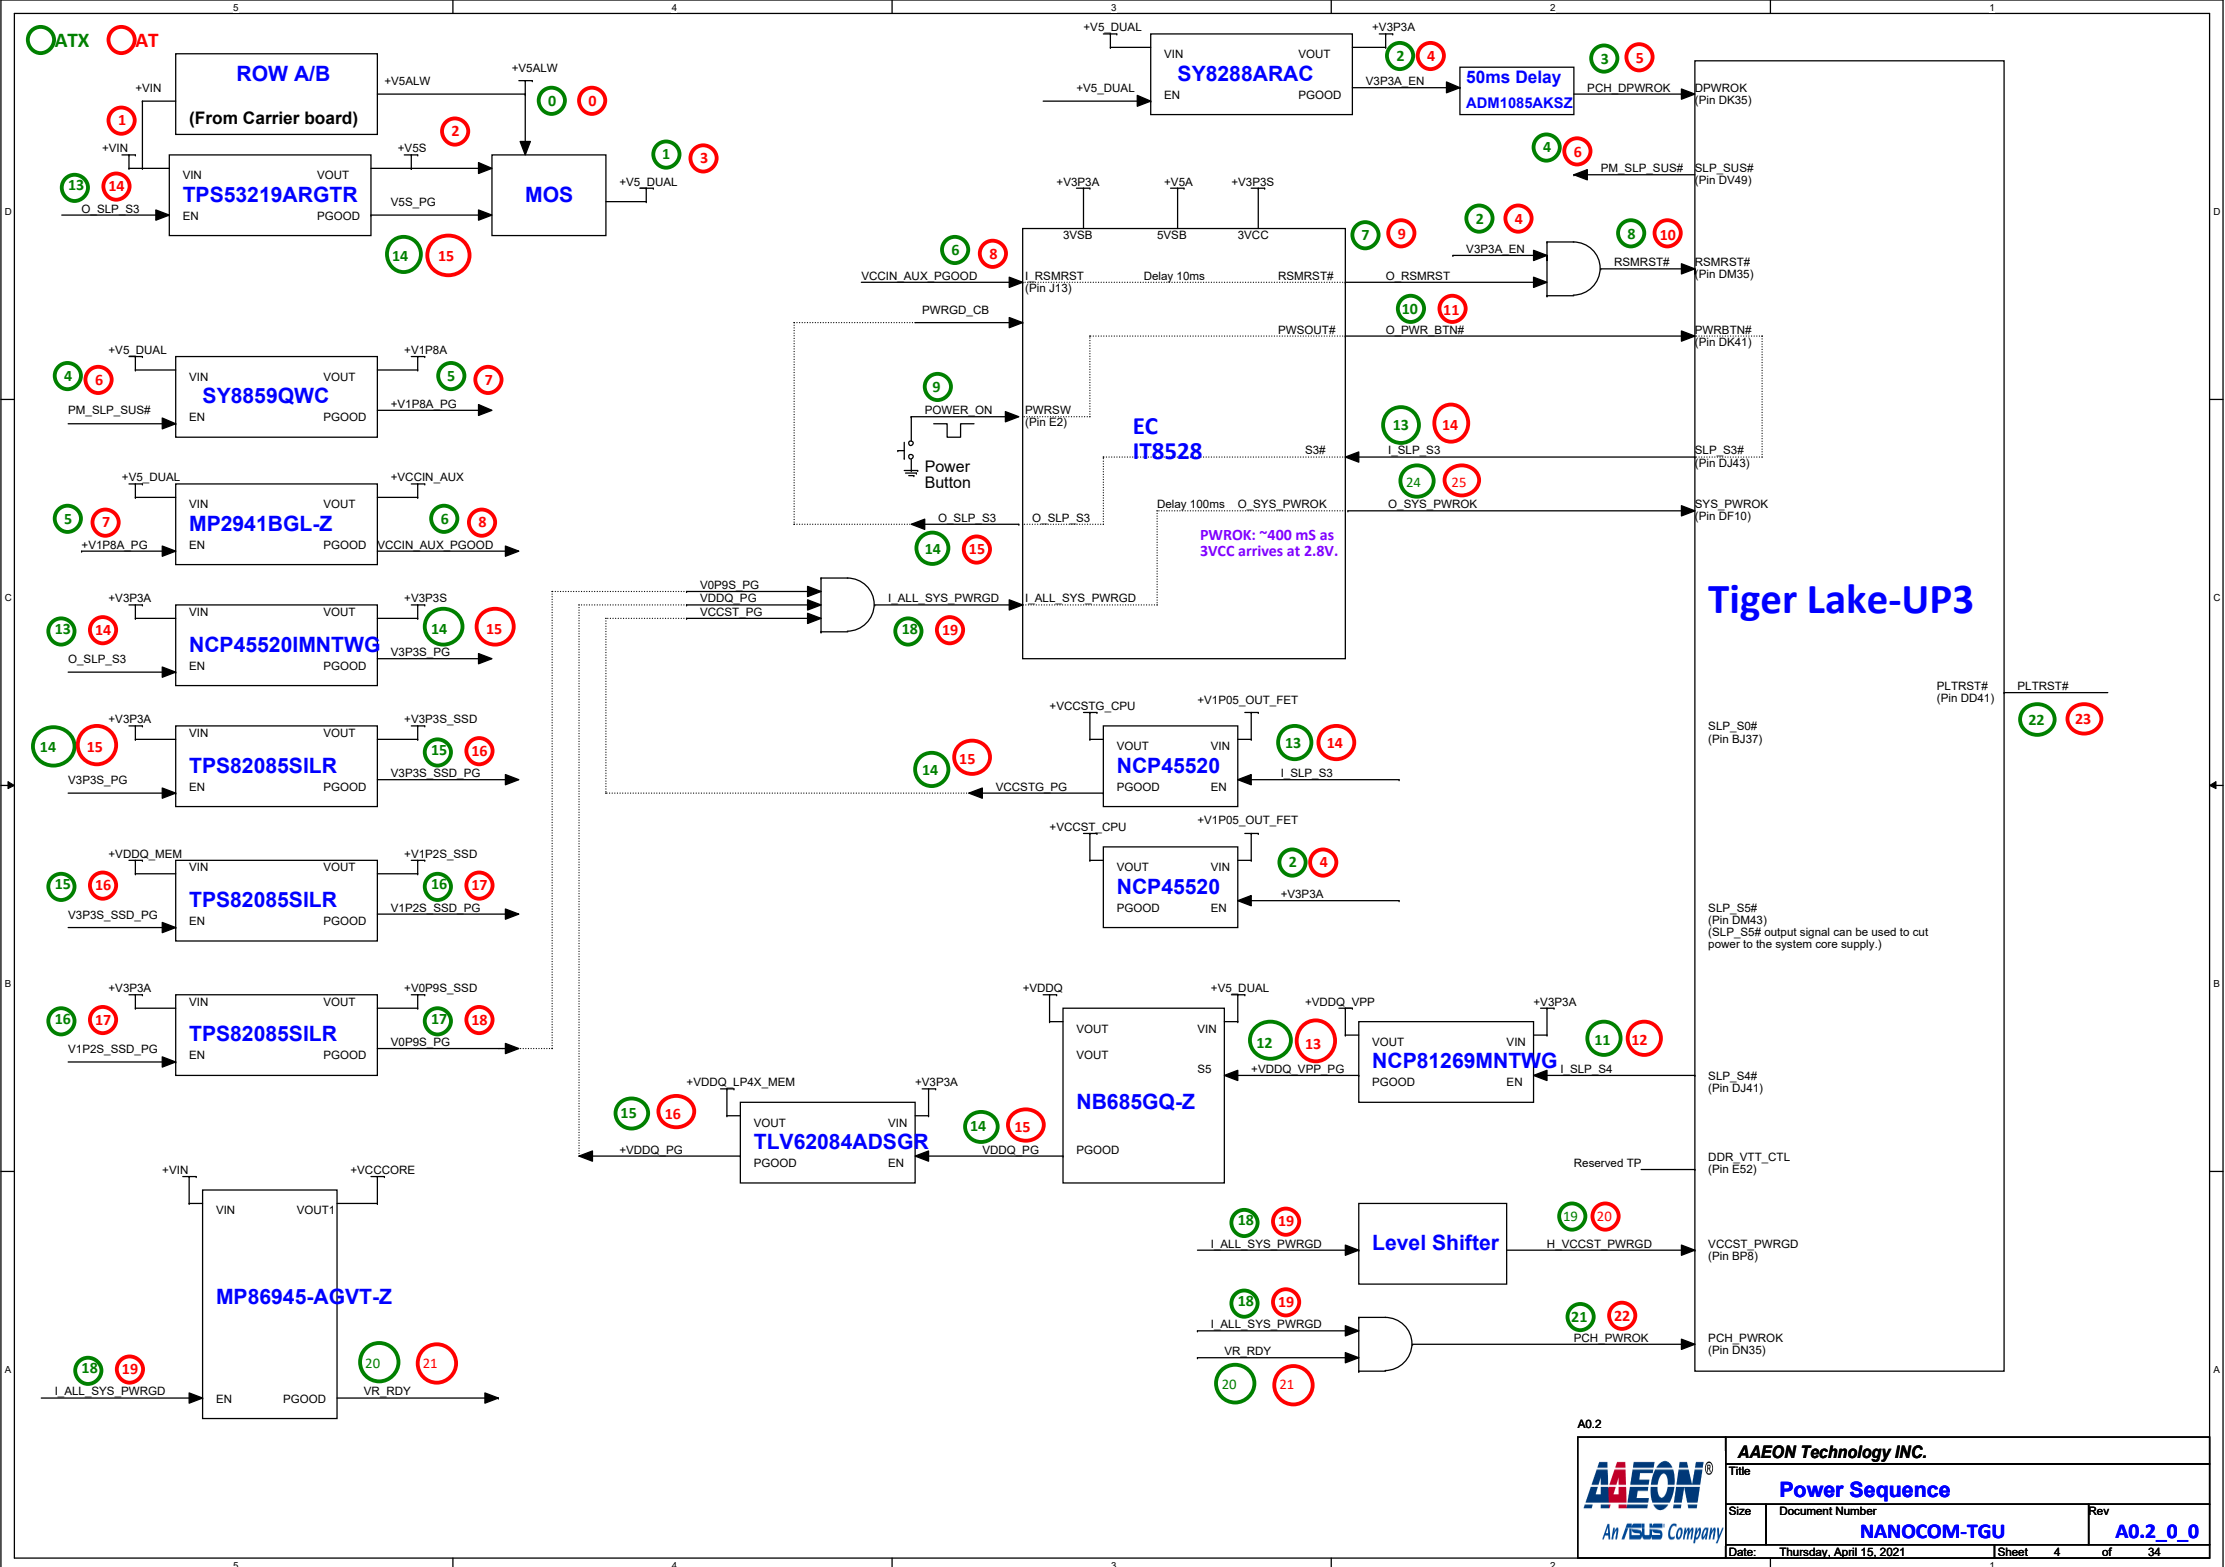 5
4
3
2
1
ATX
AT
ROW A/B
(From Carrier board)
+VIN
+V5ALW
+V5ALW
0
0
1
+VIN
2
+V5S
VIN
VOUT
TPS53219ARGTR
EN
PGOOD
13
14
O_SLP_S3
V5S_PG
14
15
MOS
1
3
+V5_DUAL
+V5_DUAL
+V3P3A
VIN
VOUT
SY8288ARAC
EN
PGOOD
+V5_DUAL
2
4
V3P3A_EN
50ms Delay
ADM1085AKSZ
3
5
PCH_DPWROK
DPWROK
(Pin DK35)
4
6
PM_SLP_SUS#
SLP_SUS#
(Pin DV49)
D
D
+V3P3A
+V5A
+V3P3S
3VSB
5VSB
3VCC
6
8
VCCIN_AUX_PGOOD
I_RSMRST
(Pin J13)
Delay 10ms
RSMRST#
7
9
O_RSMRST
2
4
V3P3A_EN
8
10
RSMRST#
RSMRST#
(Pin DM35)
PWRGD_CB
PWSOUT#
10
11
O_PWR_BTN#
PWRBTN#
(Pin DK41)
9
POWER_ON
PWRSW
(Pin E2)
Power
Button
EC
IT8528
S3#
13
14
I_SLP_S3
SLP_S3#
(Pin DJ43)
24
25
Delay 100ms
O_SYS_PWROK
O_SYS_PWROK
SYS_PWROK
(Pin DF10)
O_SLP_S3
O_SLP_S3
14
15
PWROK: ~400 mS as
3VCC arrives at 2.8V.
V0P9S_PG
VDDQ_PG
VCCST_PG
I_ALL_SYS_PWRGD
I_ALL_SYS_PWRGD
18
19
Tiger Lake-UP3
+V5_DUAL
+V1P8A
VIN
VOUT
SY8859QWC
EN
PGOOD
4
6
PM_SLP_SUS#
5
7
+V1P8A_PG
+V5_DUAL
+VCCIN_AUX
VIN
VOUT
MP2941BGL-Z
EN
PGOOD
5
7
+V1P8A_PG
6
8
VCCIN_AUX_PGOOD
C
C
+V3P3A
+V3P3S
VIN
VOUT
NCP45520IMNTWG
EN
PGOOD
13
14
O_SLP_S3
14
15
V3P3S_PG
+V3P3A
+V3P3S_SSD
VIN
VOUT
TPS82085SILR
EN
PGOOD
14
15
V3P3S_PG
15
16
V3P3S_SSD_PG
+VDDQ_MEM
+V1P2S_SSD
VIN
VOUT
TPS82085SILR
EN
PGOOD
15
16
V3P3S_SSD_PG
16
17
V1P2S_SSD_PG
B
B
+V3P3A
+V0P9S_SSD
VIN
VOUT
TPS82085SILR
EN
PGOOD
16
17
V1P2S_SSD_PG
17
18
V0P9S_PG
+VCCSTG_CPU
+V1P05_OUT_FET
VOUT
VIN
NCP45520
PGOOD
EN
13
14
I_SLP_S3
14
15
VCCSTG_PG
+VCCST_CPU
+V1P05_OUT_FET
VOUT
VIN
NCP45520
PGOOD
EN
2
4
+V3P3A
PLTRST#
(Pin DD41)
PLTRST#
22
23
SLP_S0#
(Pin BJ37)
SLP_S5#
(Pin DM43)
(SLP_S5# output signal can be used to cut
power to the system core supply.)
+VDDQ
+V5_DUAL
VOUT
VIN
VOUT
S5
NB685GQ-Z
PGOOD
12
13
+VDDQ_VPP_PG
+VDDQ_VPP
+V3P3A
VOUT
VIN
NCP81269MNTWG
PGOOD
EN
11
12
I_SLP_S4
SLP_S4#
(Pin DJ41)
+VDDQ_LP4X_MEM
+V3P3A
VOUT
VIN
TLV62084ADSGR
PGOOD
EN
15
16
+VDDQ_PG
14
15
VDDQ_PG
Reserved TP
DDR_VTT_CTL
(Pin E52)
+VIN
+VCCCORE
VIN
VOUT1
MP86945-AGVT-Z
EN
PGOOD
18
19
I_ALL_SYS_PWRGD
20
21
VR_RDY
18
19
I_ALL_SYS_PWRGD
Level Shifter
19
20
H_VCCST_PWRGD
VCCST_PWRGD
(Pin BP8)
18
19
I_ALL_SYS_PWRGD
VR_RDY
20
21
21
22
PCH_PWROK
PCH_PWROK
(Pin DN35)
A
A
A0.2
AAEON®
An ASUS Company
AAEON Technology INC.
Title
Power Sequence
Size
Document Number
Rev
NANOCOM-TGU
A0.2_0_0
Date:
Thursday, April 15, 2021
Sheet
4
of
34
5
4
3
2
1